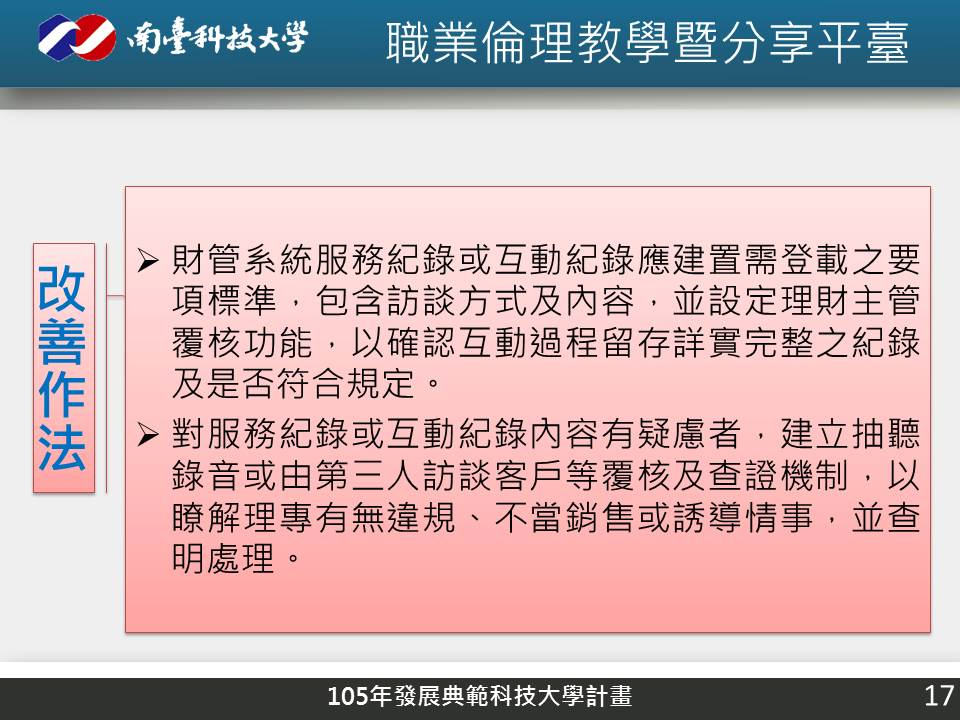 南臺科技大學
職業倫理教學暨分享平臺
改善作法
➢ 財管系統服務紀錄或互動紀錄應建置需登載之要
項標準，包含訪談方式及內容，並設定理財主管
覆核功能，以確認互動過程留存詳實完整之紀錄
及是否符合規定。
➢ 對服務紀錄或互動紀錄內容有疑慮者，建立抽聽
錄音或由第三人訪談客戶等覆核及查證機制，以
瞭解理專有無違規、不當銷售或誘導情事，並查
明處理。
105年發展典範科技大學計畫
17